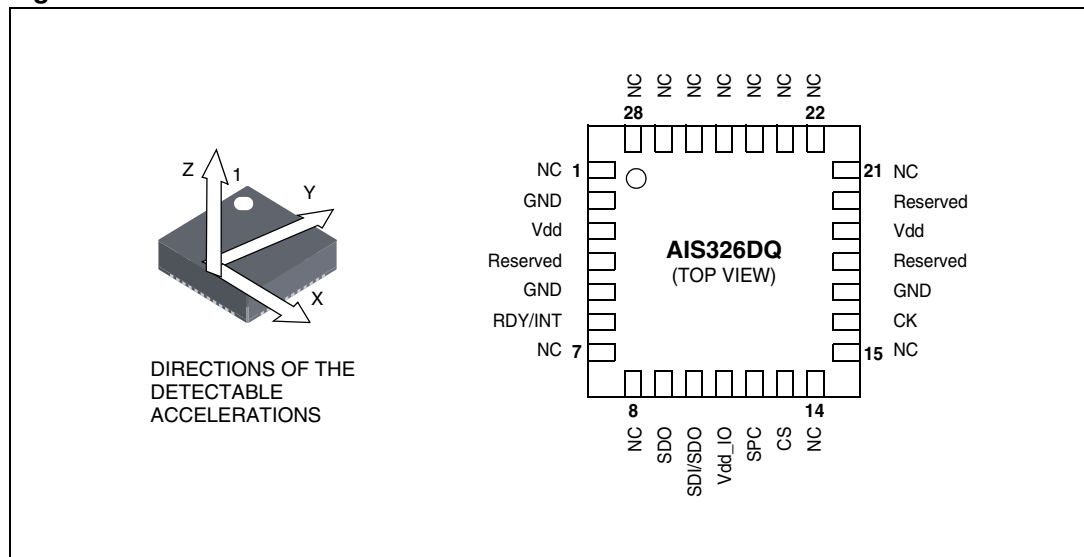 Z
1
Y
X
DIRECTIONS OF THE
DETECTABLE
ACCELERATIONS
NC NC NC NC NC NC NC
28 22
NC 1
GND
Vdd
Reserved
GND
RDY/INT
NC 7
AIS326DQ
(TOP VIEW)
21 NC
Reserved
Vdd
Reserved
GND
CK
15 NC
8 14
NC SDO SDI/SDO Vdd_IO SPC CS NC